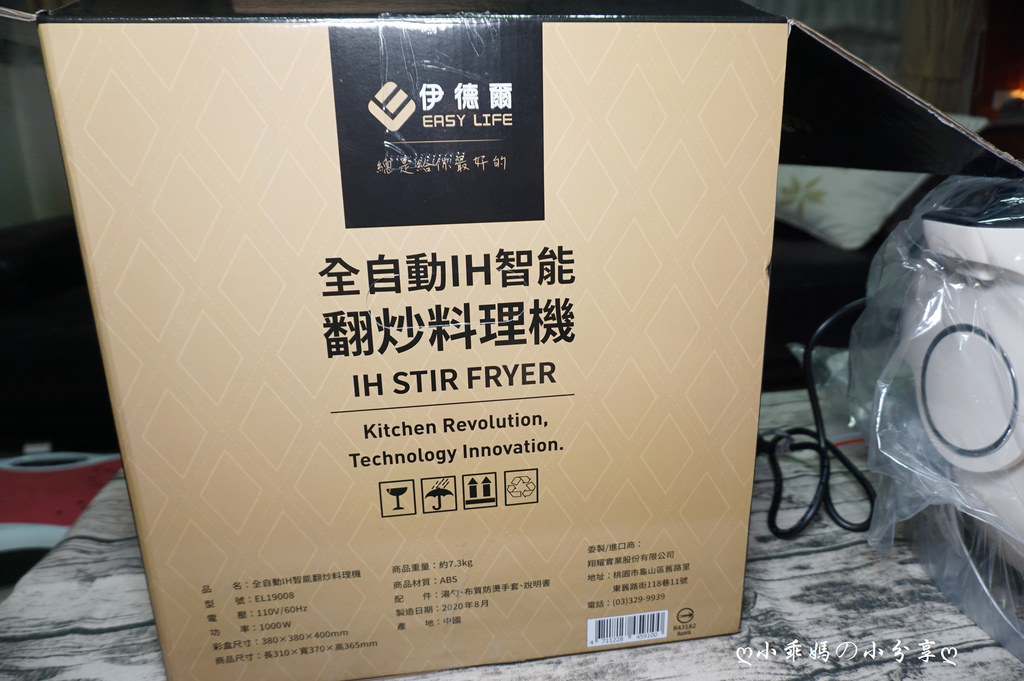 伊德爾
EASY LIFE
總是給你最好的
全自動IH智能
翻炒料理機
IH STIR FRYER
Kitchen Revolution,
Technology Innovation.
品　名：全自動IH智能翻炒料理機
型　號：EL19008
電　壓：110V/60Hz
功　率：1000W
彩盒尺寸：380×380×400mm
商品尺寸：長310×寬370×高365mm
商品重量：約7.3kg
商品材質：ABS
配　件：湯勺、布質防燙手套、說明書
製造日期：2020年8月
產　地：中國
委製/進口商：
翔耀實業股份有限公司
地址：桃園市龜山區舊路里
東舊路街118巷11號
電話：(03)329-9939
R43182
RoHS
ღ小乖媽の小分享ღ